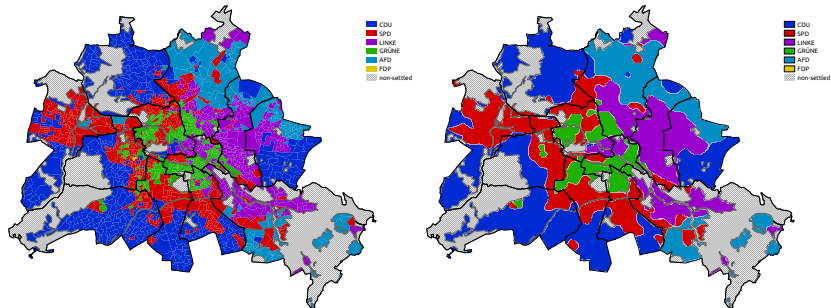 CDU
SPD
LINKE
GRÜNE
AFD
FDP
non-settled
CDU
SPD
LINKE
GRÜNE
AFD
FDP
non-settled